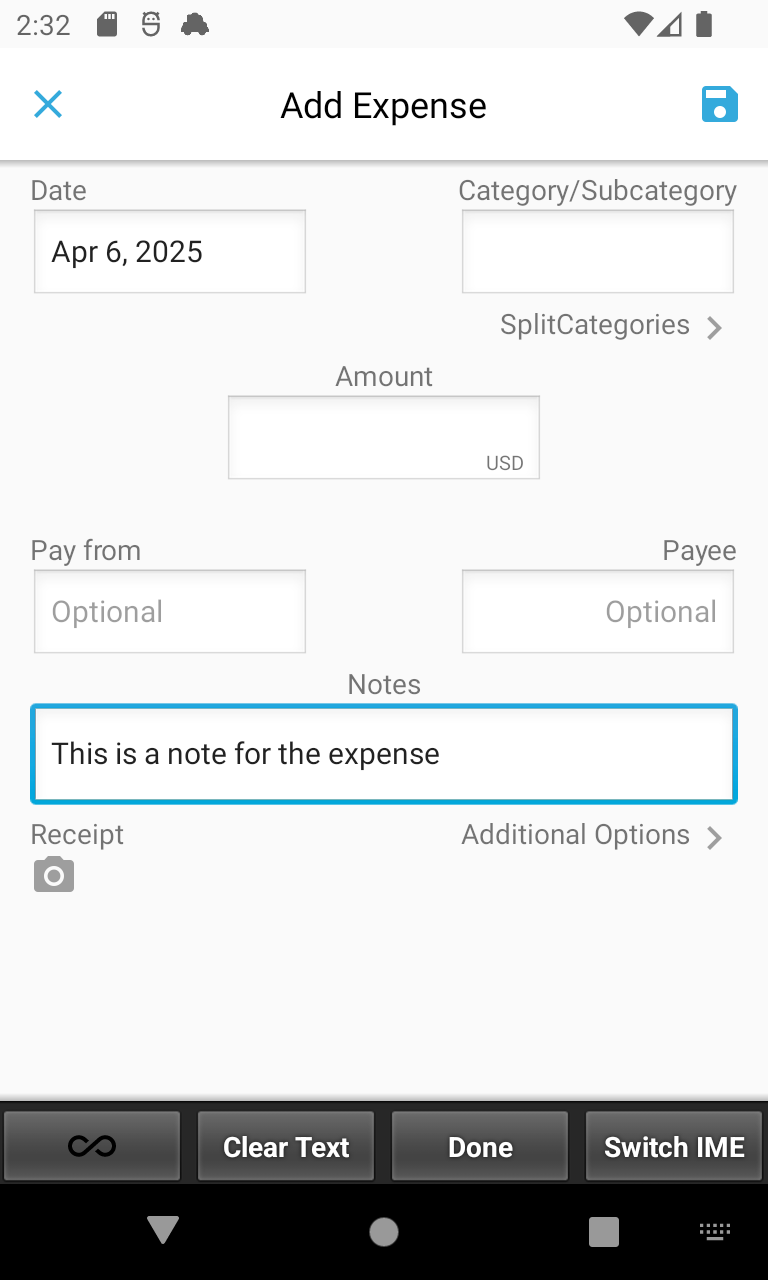 2:32
Add Expense
Date
Category/Subcategory
Apr 6, 2025
SplitCategories
Amount
USD
Pay from
Payee
Optional
Optional
Notes
This is a note for the expense
Receipt
Additional Options
Clear Text
Done
Switch IME